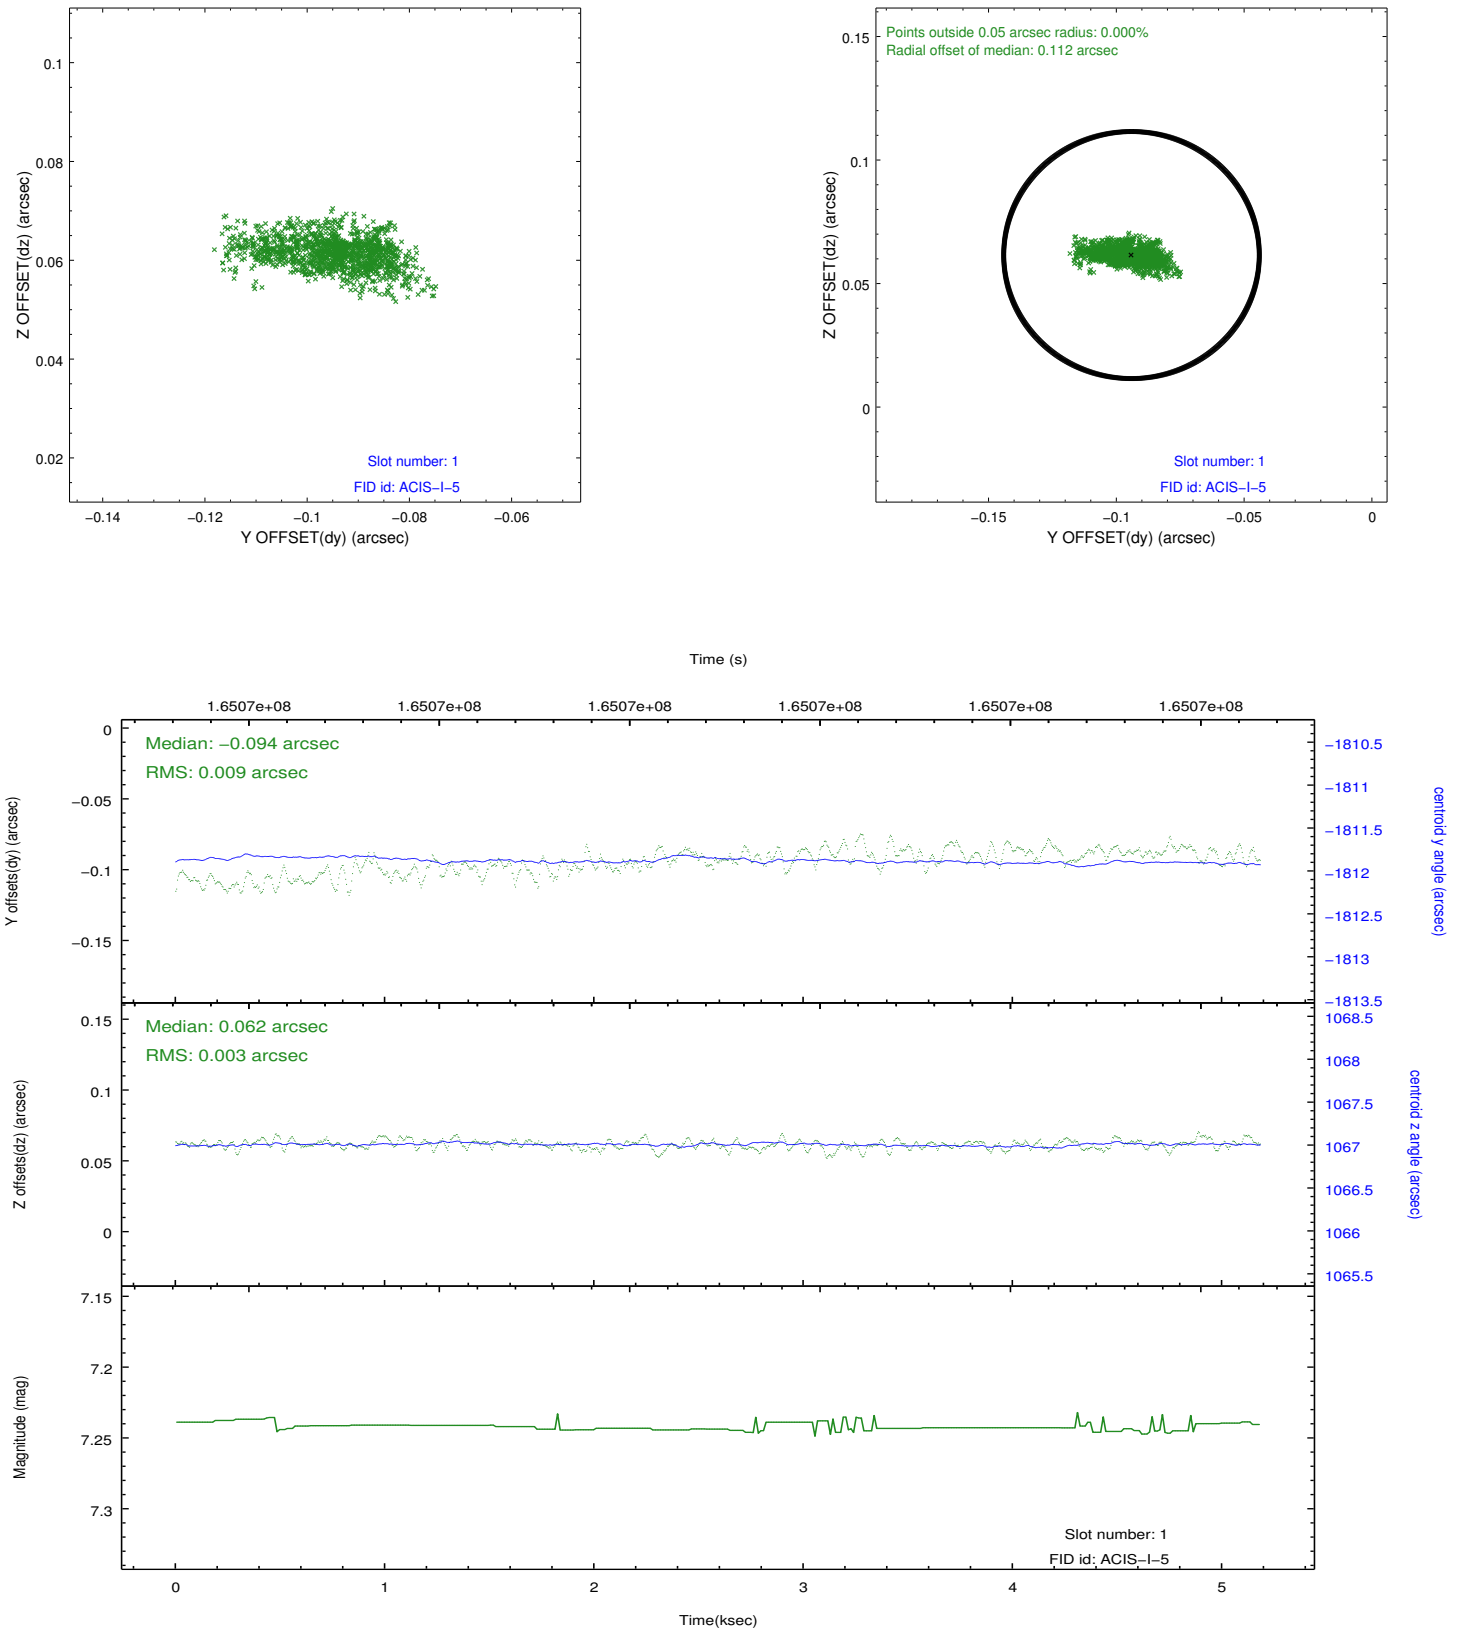 0.1
0.08
0.06
0.04
0.02
Z OFFSET(dz) (arcsec)
Slot number: 1
FID id: ACIS−I−5
−0.14 −0.12 −0.1 −0.08 −0.06
Y OFFSET(dy) (arcsec)
Points outside 0.05 arcsec radius: 0.000%
Radial offset of median: 0.112 arcsec
0.15
0.1
0.05
0
Z OFFSET(dz) (arcsec)
Slot number: 1
FID id: ACIS−I−5
−0.15 −0.1 −0.05 0
Y OFFSET(dy) (arcsec)
Time (s)
1.6507e+08 1.6507e+08 1.6507e+08 1.6507e+08 1.6507e+08 1.6507e+08
Median: −0.094 arcsec
RMS: 0.009 arcsec
0
−0.05
−0.1
−0.15
Y offsets(dy) (arcsec)
−1810.5
−1811
−1811.5
−1812
−1812.5
−1813
−1813.5
centroid y angle (arcsec)
Median: 0.062 arcsec
RMS: 0.003 arcsec
0.15
0.1
0.05
0
Z offsets(dz) (arcsec)
1068.5
1068
1067.5
1067
1066.5
1066
1065.5
centroid z angle (arcsec)
7.15
7.2
7.25
7.3
Magnitude (mag)
Slot number: 1
FID id: ACIS−I−5
0 1 2 3 4 5
Time(ksec)